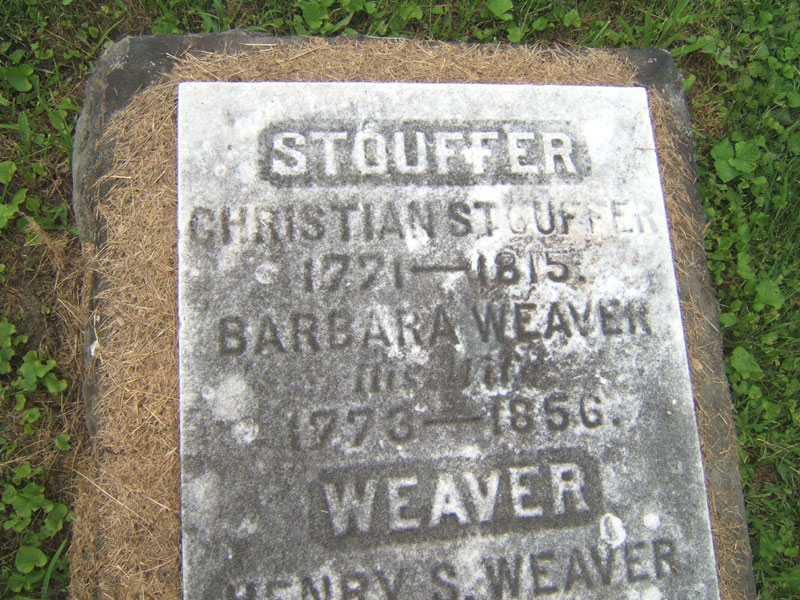 STOUFFER
CHRISTIAN STOUFFER
1771—1815.
BARBARA WEAVER
his wife
1773—1856.
WEAVER
HENRY S. WEAVER